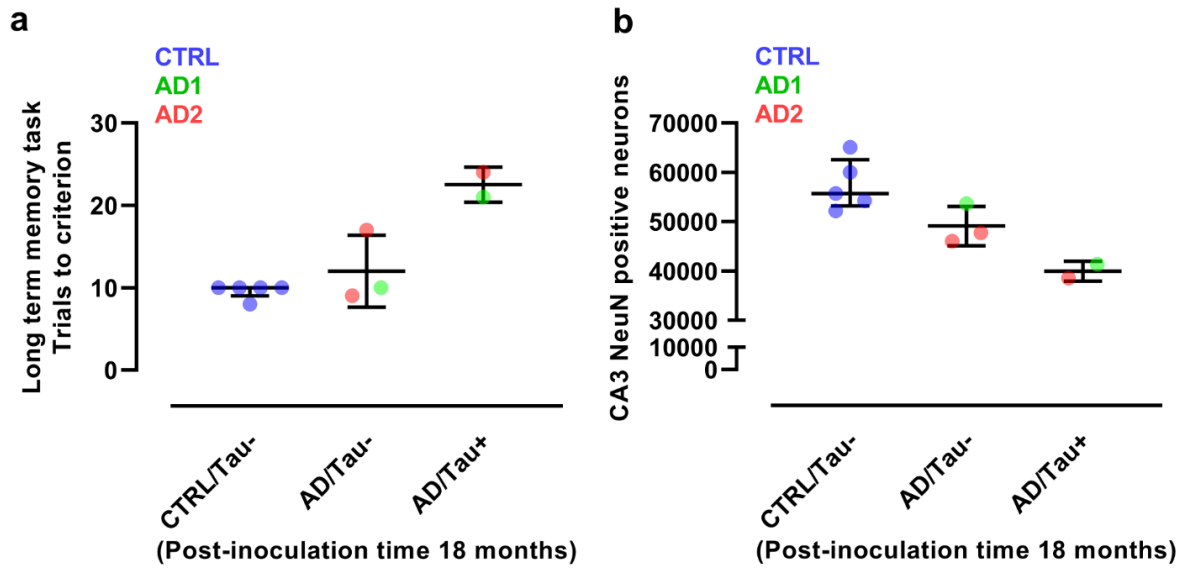 a
CTRL
AD1
AD2
Long term memory task
Trials to criterion
30
20
10
0
CTRL/Tau-
AD/Tau-
AD/Tau+
(Post-inoculation time 18 months)
b
CTRL
AD1
AD2
CA3 NeuN positive neurons
70000
60000
50000
40000
30000
10000
0
CTRL/Tau-
AD/Tau-
AD/Tau+
(Post-inoculation time 18 months)